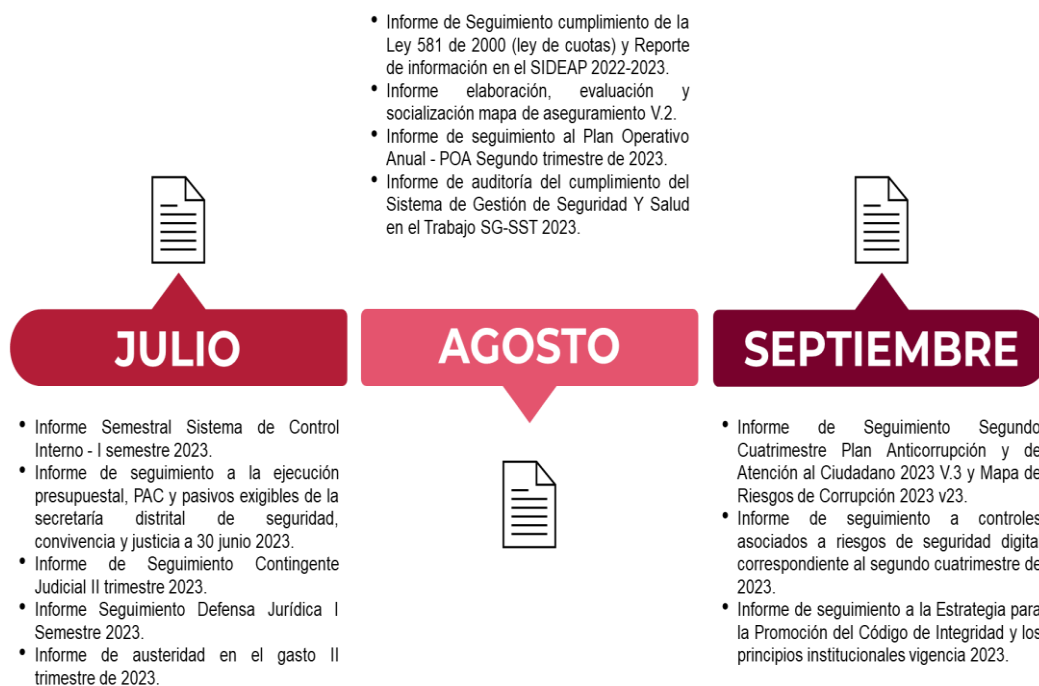 • Informe de Seguimiento cumplimiento de la
Ley 581 de 2000 (ley de cuotas) y Reporte
de información en el SIDEAP 2022-2023.
• Informe elaboración, evaluación y
socialización mapa de aseguramiento V.2.
• Informe de seguimiento al Plan Operativo
Anual - POA Segundo trimestre de 2023.
• Informe de auditoría del cumplimiento del
Sistema de Gestión de Seguridad Y Salud
en el Trabajo SG-SST 2023.
JULIO
AGOSTO
SEPTIEMBRE
• Informe Semestral Sistema de Control
Interno - I semestre 2023.
• Informe de seguimiento a la ejecución
presupuestal, PAC y pasivos exigibles de la
secretaría distrital de seguridad,
convivencia y justicia a 30 junio 2023.
• Informe de Seguimiento Contingente
Judicial II trimestre 2023.
• Informe Seguimiento Defensa Jurídica I
Semestre 2023.
• Informe de austeridad en el gasto II
trimestre de 2023.
• Informe de Seguimiento Segundo
Cuatrimestre Plan Anticorrupción y de
Atención al Ciudadano 2023 V.3 y Mapa de
Riesgos de Corrupción 2023 v23.
• Informe de seguimiento a controles
asociados a riesgos de seguridad digital
correspondiente al segundo cuatrimestre de
2023.
• Informe de seguimiento a la Estrategia para
la Promoción del Código de Integridad y los
principios institucionales vigencia 2023.